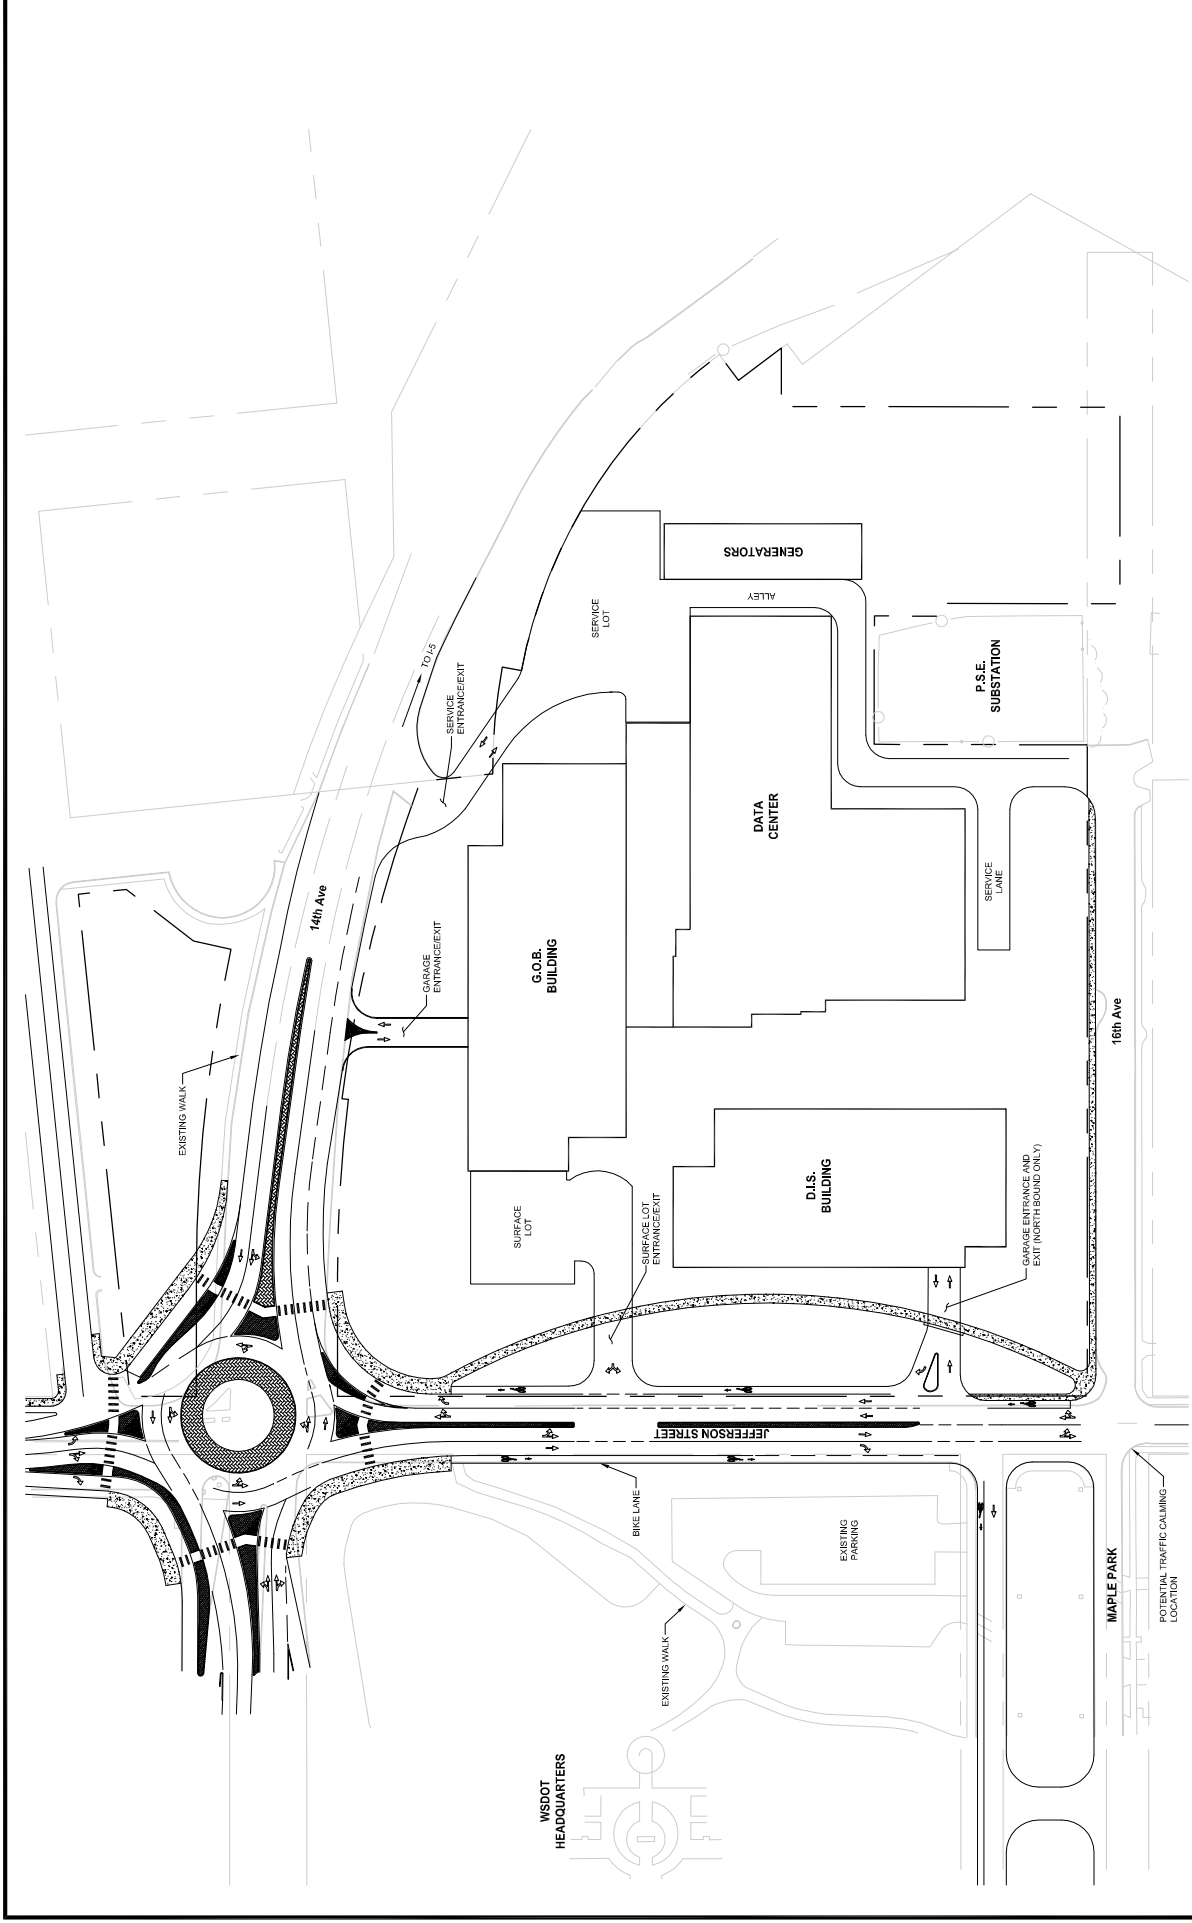 TO I-5
SERVICE
ENTRANCE/EXIT
SERVICE
LOT
GENERATORS
ALLEY
P.S.E.
SUBSTATION
14th Ave
GARAGE
ENTRANCE/EXIT
G.O.B.
BUILDING
DATA
CENTER
SERVICE
LANE
16th Ave
EXISTING WALK
SURFACE
LOT
SURFACE LOT
ENTRANCE/EXIT
D.I.S.
BUILDING
GARAGE ENTRANCE AND
EXIT (NORTH BOUND ONLY)
JEFFERSON STREET
BIKE LANE
EXISTING
PARKING
EXISTING WALK
MAPLE PARK
POTENTIAL TRAFFIC CALMING
LOCATION
WSDOT
HEADQUARTERS